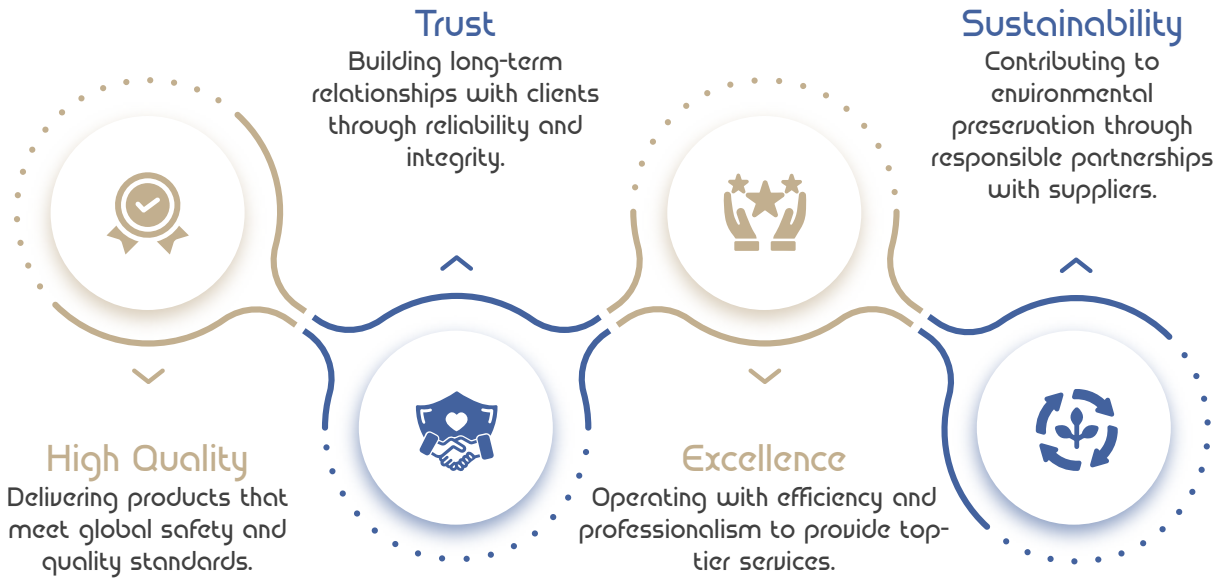 Trust
Building long-term
relationships with clients
through reliability and
integrity.
Sustainability
Contributing to
environmental
preservation through
responsible partnerships
with suppliers.
High Quality
Delivering products that
meet global safety and
quality standards.
Excellence
Operating with efficiency and
professionalism to provide top-
tier services.